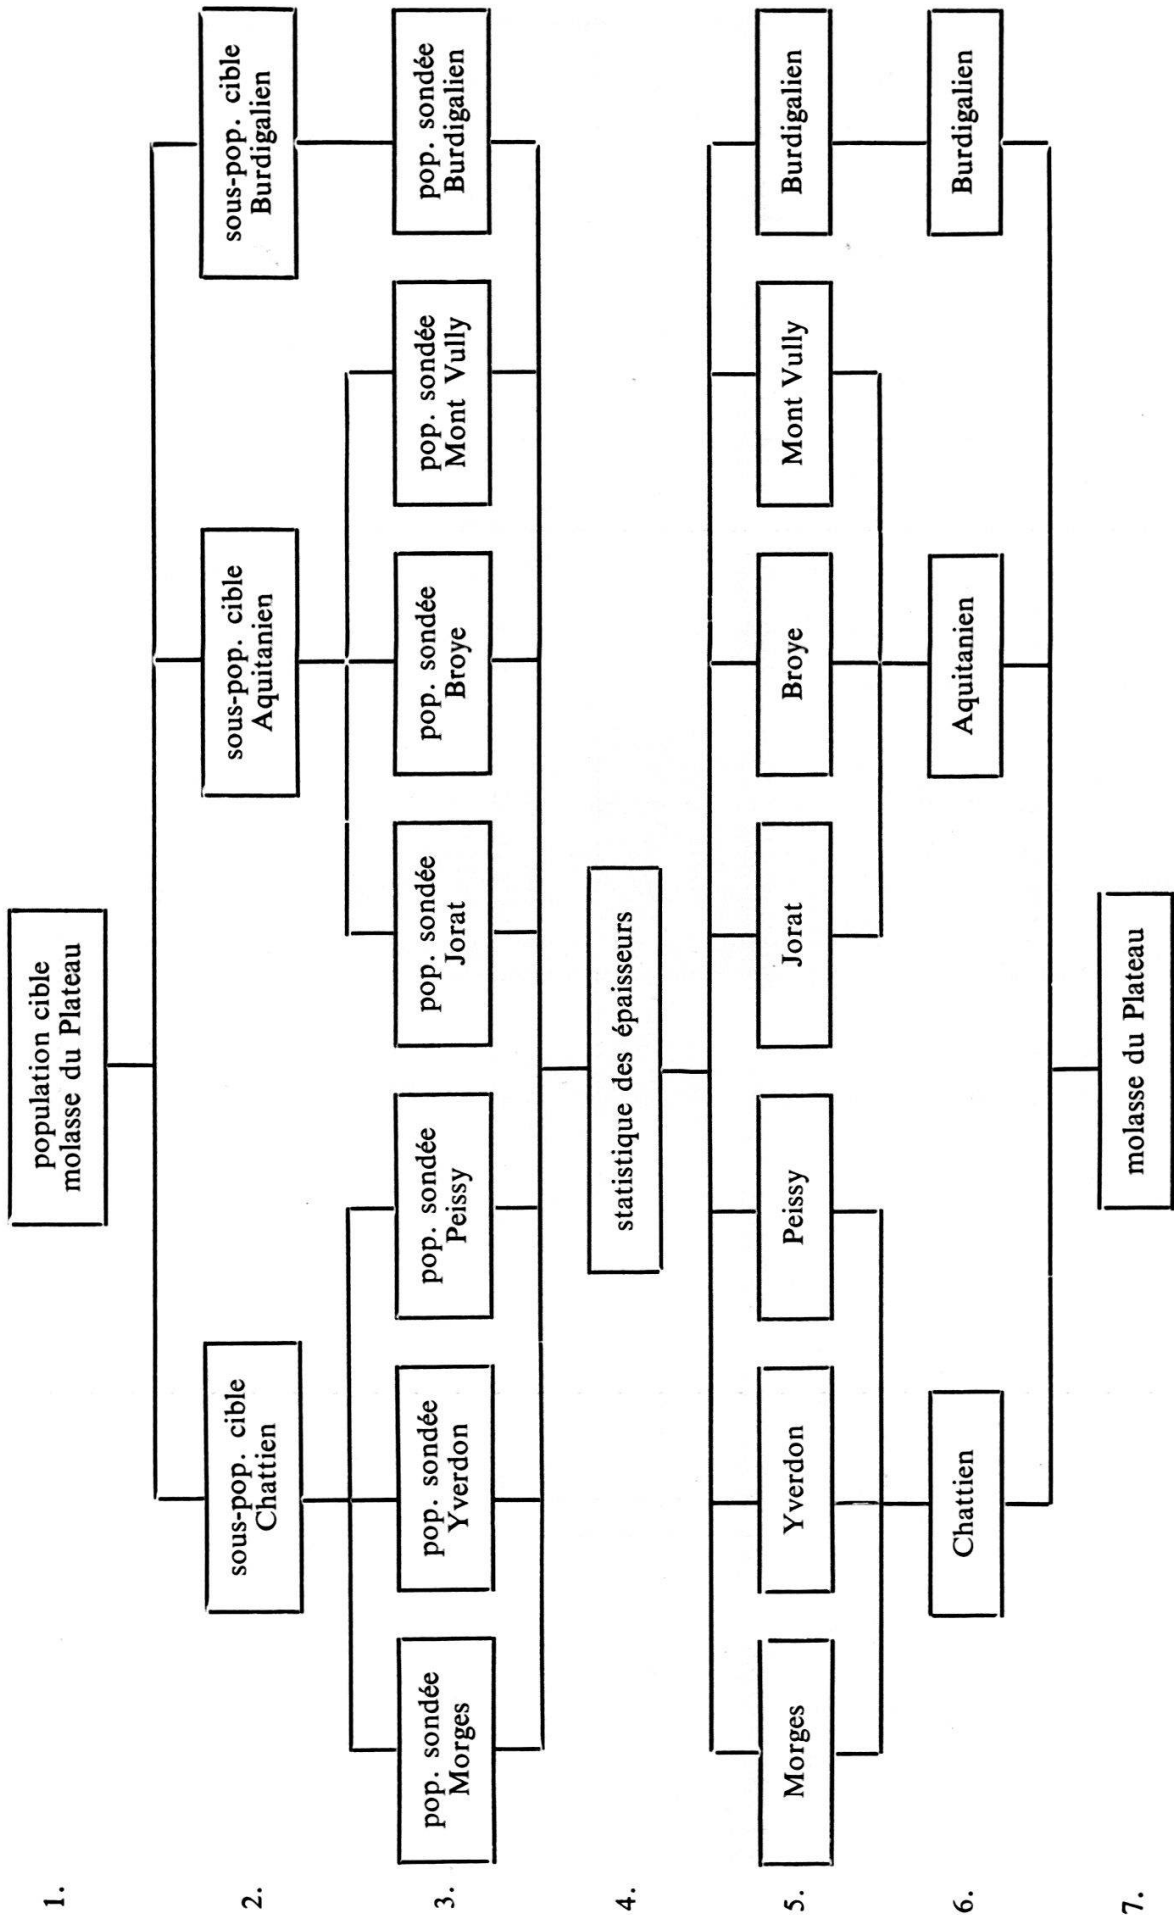 1.
population cible
molasse du Plateau
2.
sous-pop. cible
Chattien
sous-pop. cible
Aquitanien
sous-pop. cible
Burdigalien
3.
pop. sondée
Morges
pop. sondée
Yverdon
pop. sondée
Peissy
pop. sondée
Jorat
pop. sondée
Broye
pop. sondée
Mont Vully
pop. sondée
Burdigalien
4.
statistique des épaisseurs
5.
Morges
Yverdon
Peissy
Jorat
Broye
Mont Vully
Burdigalien
6.
Chattien
Aquitanien
Burdigalien
7.
molasse du Plateau